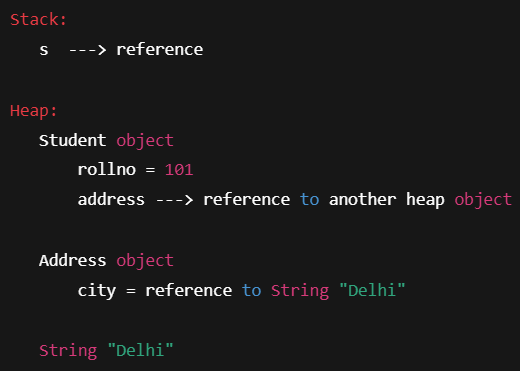 Stack:
s ---> reference
Heap:
Student object
rollno = 101
address ---> reference to another heap object
Address object
city = reference to String "Delhi"
String "Delhi"